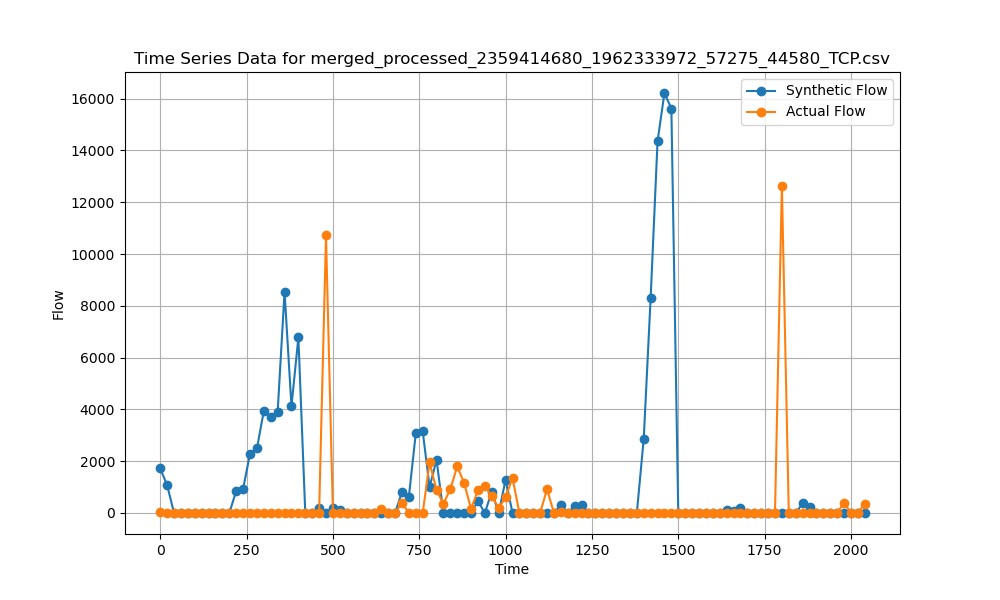 Time Series Data for merged_processed_2359414680_1962333972_57275_44580_TCP.csv
Synthetic Flow
Actual Flow
16000
14000
12000
10000
8000
6000
4000
2000
0
Flow
0 250 500 750 1000 1250 1500 1750 2000
Time